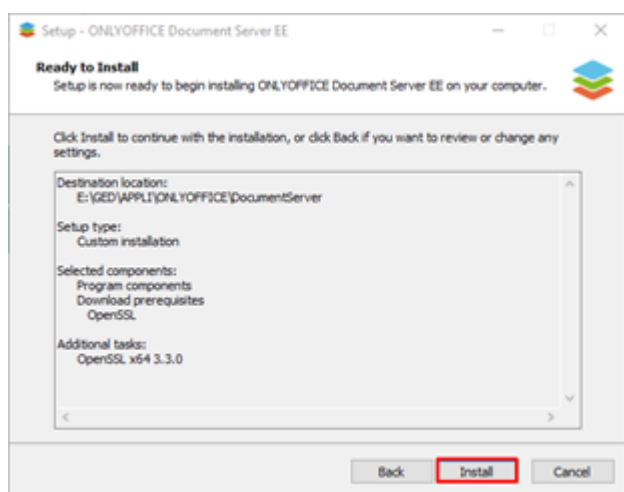 Setup - ONLYOFFICE Document Server EE
Ready to Install
Setup is now ready to begin installing ONLYOFFICE Document Server EE on your computer.
Click Install to continue with the installation, or click Back if you want to review or change any
settings.
Destination location:
E:\GED\APPLI\ONLYOFFICE\DocumentServer
Setup type:
Custom installation
Selected components:
Program components
Download prerequisites
OpenSSL
Additional tasks:
OpenSSL x64 3.3.0
Back Install Cancel